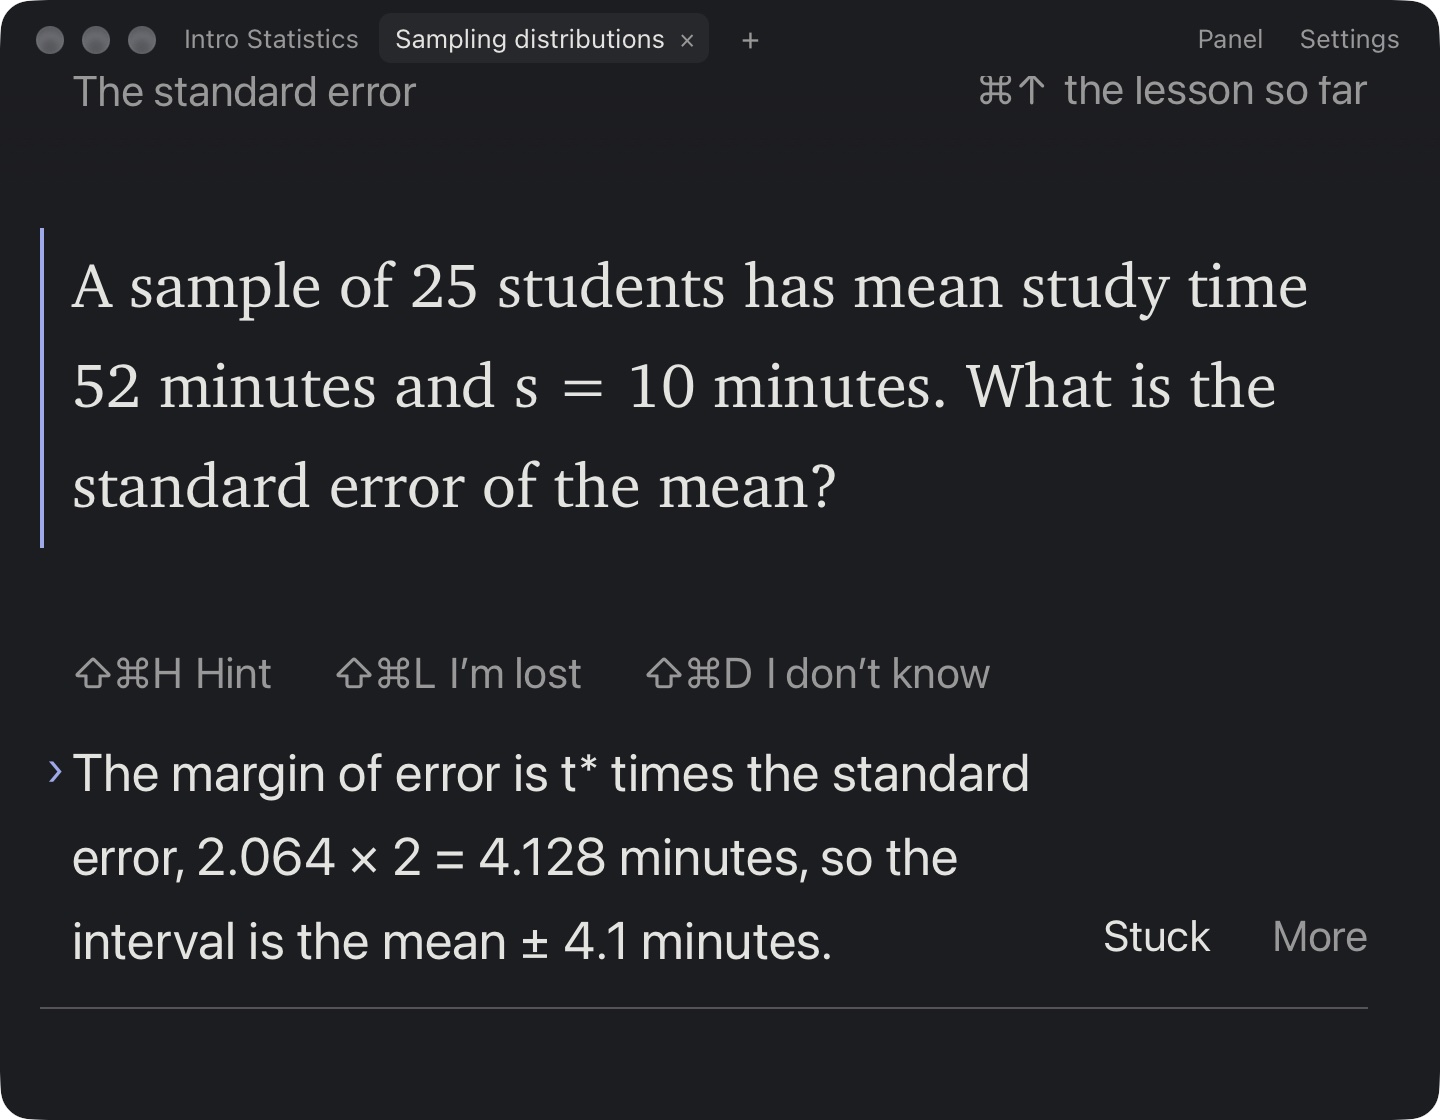 Intro Statistics Sampling distributions × + Panel Settings
The standard error ⌘↑ the lesson so far
A sample of 25 students has mean study time
52 minutes and s = 10 minutes. What is the
standard error of the mean?
⇧⌘H Hint ⇧⌘L I’m lost ⇧⌘D I don’t know
› The margin of error is t* times the standard
error, 2.064 × 2 = 4.128 minutes, so the
interval is the mean ± 4.1 minutes.
Stuck More